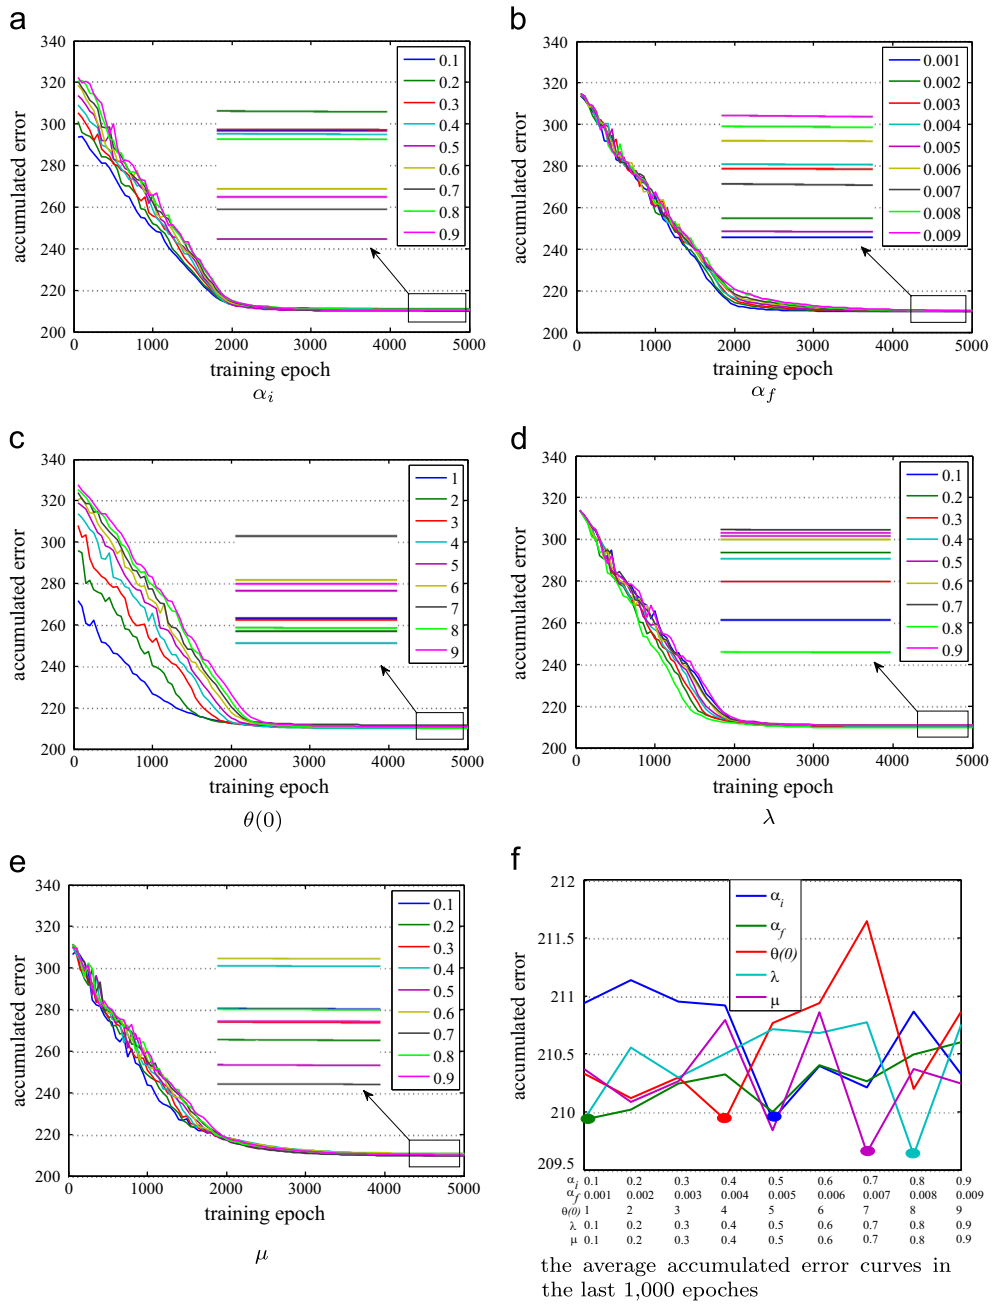 a
340
320
300
280
260
240
220
200
accumulated error
0 1000 2000 3000 4000 5000
training epoch
α_i
0.1
0.2
0.3
0.4
0.5
0.6
0.7
0.8
0.9
b
340
320
300
280
260
240
220
200
accumulated error
0 1000 2000 3000 4000 5000
training epoch
α_f
0.001
0.002
0.003
0.004
0.005
0.006
0.007
0.008
0.009
c
340
320
300
280
260
240
220
200
accumulated error
0 1000 2000 3000 4000 5000
training epoch
θ(0)
1
2
3
4
5
6
7
8
9
d
340
320
300
280
260
240
220
200
accumulated error
0 1000 2000 3000 4000 5000
training epoch
λ
0.1
0.2
0.3
0.4
0.5
0.6
0.7
0.8
0.9
e
340
320
300
280
260
240
220
200
accumulated error
0 1000 2000 3000 4000 5000
training epoch
μ
0.1
0.2
0.3
0.4
0.5
0.6
0.7
0.8
0.9
f
212
211.5
211
210.5
210
209.5
accumulated error
α_i
α_f
θ(0)
λ
μ
α_i 0.1 0.2 0.3 0.4 0.5 0.6 0.7 0.8 0.9
α_f 0.001 0.002 0.003 0.004 0.005 0.006 0.007 0.008 0.009
θ(0) 1 2 3 4 5 6 7 8 9
λ 0.1 0.2 0.3 0.4 0.5 0.6 0.7 0.8 0.9
μ 0.1 0.2 0.3 0.4 0.5 0.6 0.7 0.8 0.9
the average accumulated error curves in
the last 1,000 epoches